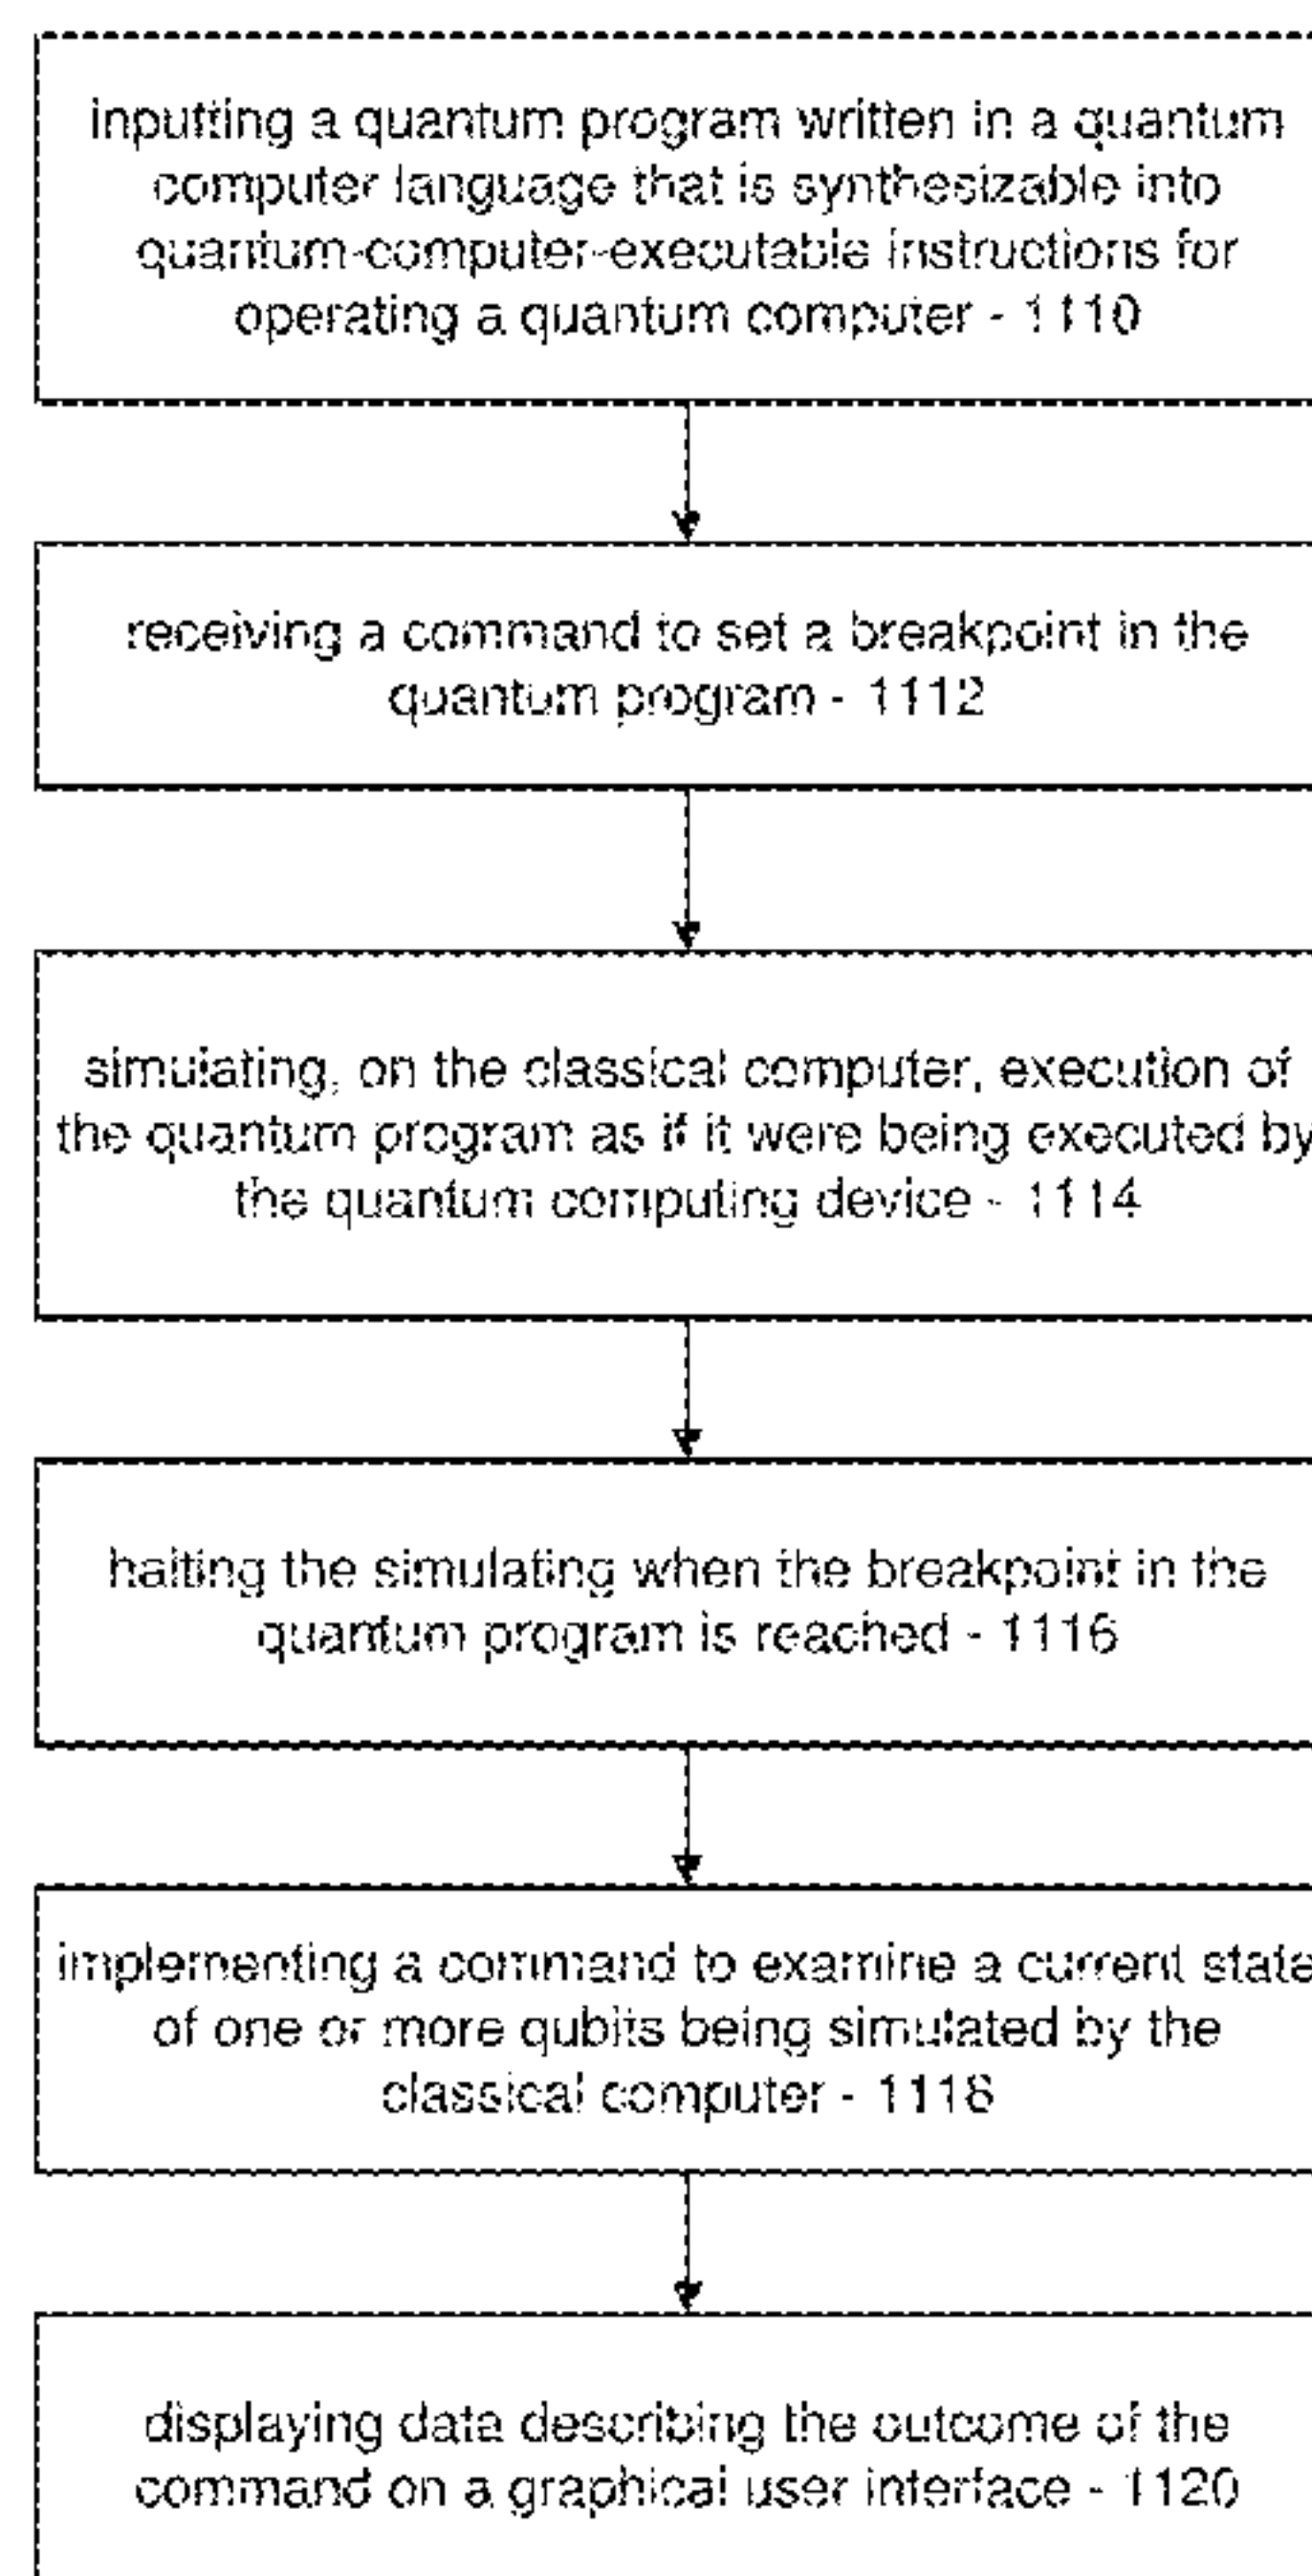 inputting a quantum program written in a quantum
computer language that is synthesizable into
quantum-computer-executable instructions for
operating a quantum computer - 1110
receiving a command to set a breakpoint in the
quantum program - 1112
simulating, on the classical computer, execution of
the quantum program as if it were being executed by
the quantum computing device - 1114
halting the simulating when the breakpoint in the
quantum program is reached - 1116
implementing a command to examine a current state
of one or more qubits being simulated by the
classical computer - 1118
displaying data describing the outcome of the
command on a graphical user interface - 1120